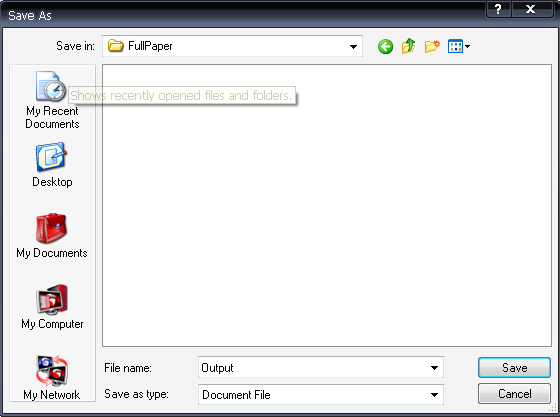 Save As
?
X
Save in:
FullPaper
Shows recently opened files and folders.
My Recent
Documents
Desktop
My Documents
My Computer
My Network
File name:
Output
Save
Save as type:
Document File
Cancel